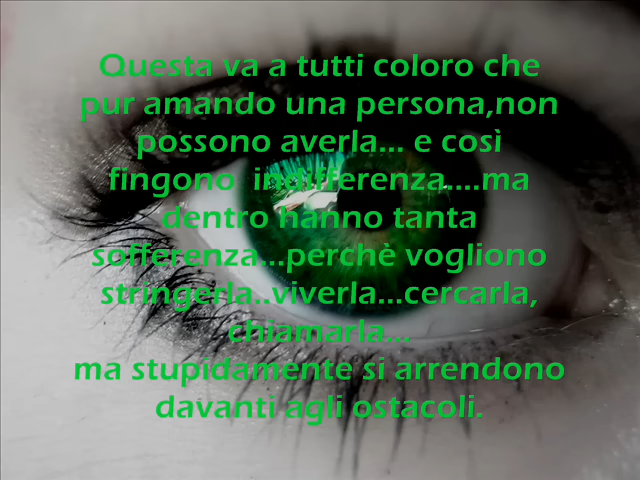 Questa va a tutti coloro che
pur amando una persona,non
possono averla... e così
fingono  indifferenza....ma
dentro hanno tanta
sofferenza...perchè vogliono
stringerla..viverla...cercarla,
chiamarla...
ma stupidamente si arrendono
davanti agli ostacoli.